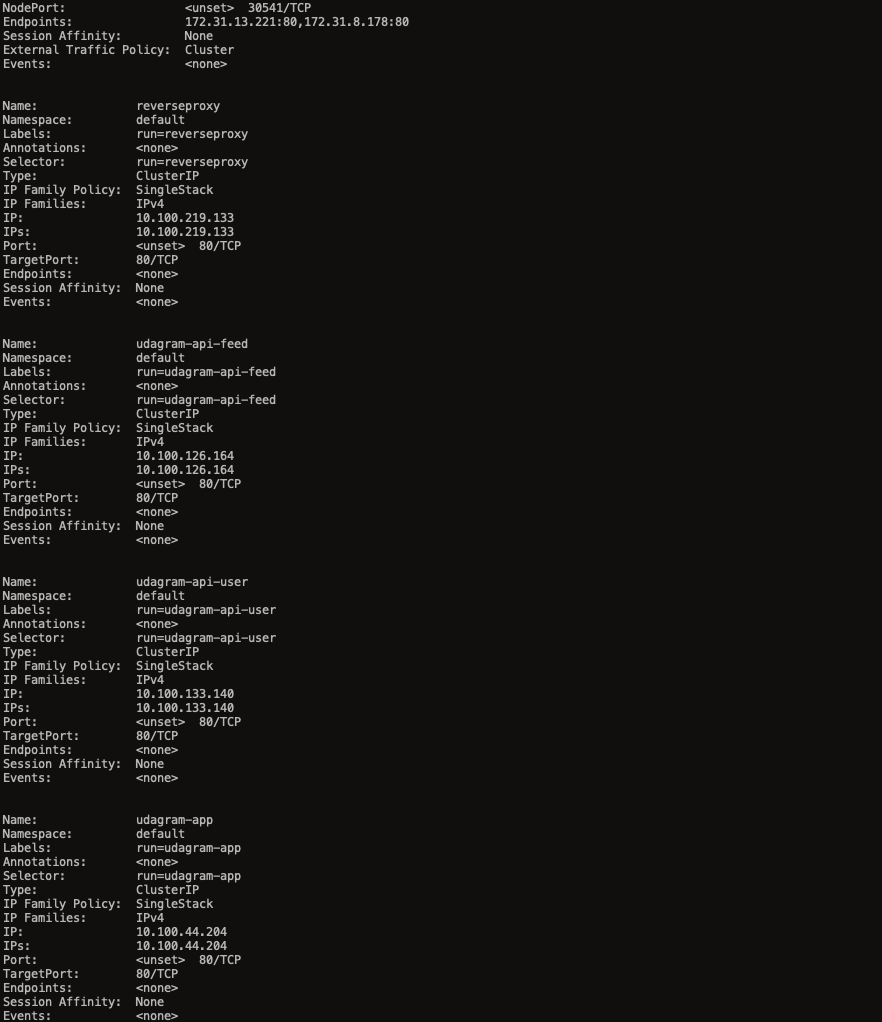 NodePort:                 <unset>  30541/TCP
Endpoints:                172.31.13.221:80,172.31.8.178:80
Session Affinity:         None
External Traffic Policy:  Cluster
Events:                   <none>

Name:              reverseproxy
Namespace:         default
Labels:            run=reverseproxy
Annotations:       <none>
Selector:          run=reverseproxy
Type:              ClusterIP
IP Family Policy:  SingleStack
IP Families:       IPv4
IP:                10.100.219.133
IPs:               10.100.219.133
Port:              <unset>  80/TCP
TargetPort:        80/TCP
Endpoints:         <none>
Session Affinity:  None
Events:            <none>

Name:              udagram-api-feed
Namespace:         default
Labels:            run=udagram-api-feed
Annotations:       <none>
Selector:          run=udagram-api-feed
Type:              ClusterIP
IP Family Policy:  SingleStack
IP Families:       IPv4
IP:                10.100.126.164
IPs:               10.100.126.164
Port:              <unset>  80/TCP
TargetPort:        80/TCP
Endpoints:         <none>
Session Affinity:  None
Events:            <none>

Name:              udagram-api-user
Namespace:         default
Labels:            run=udagram-api-user
Annotations:       <none>
Selector:          run=udagram-api-user
Type:              ClusterIP
IP Family Policy:  SingleStack
IP Families:       IPv4
IP:                10.100.133.140
IPs:               10.100.133.140
Port:              <unset>  80/TCP
TargetPort:        80/TCP
Endpoints:         <none>
Session Affinity:  None
Events:            <none>

Name:              udagram-app
Namespace:         default
Labels:            run=udagram-app
Annotations:       <none>
Selector:          run=udagram-app
Type:              ClusterIP
IP Family Policy:  SingleStack
IP Families:       IPv4
IP:                10.100.44.204
IPs:               10.100.44.204
Port:              <unset>  80/TCP
TargetPort:        80/TCP
Endpoints:         <none>
Session Affinity:  None
Events:            <none>